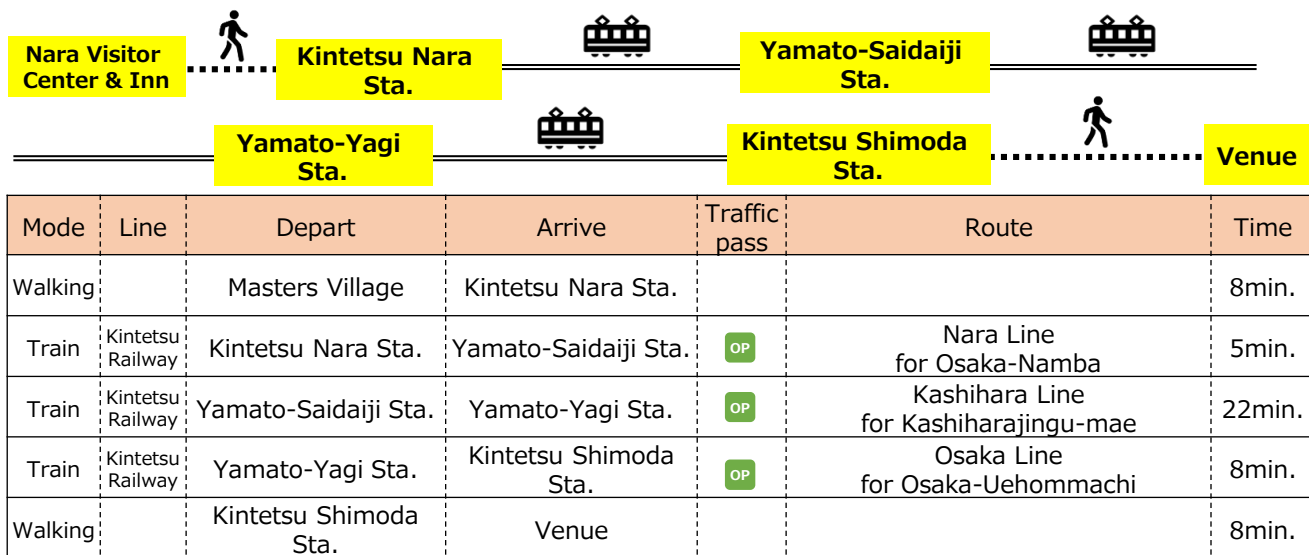 Nara Visitor
Center & Inn
Kintetsu Nara
Sta.
Yamato-Saidaiji
Sta.
Yamato-Yagi
Sta.
Kintetsu Shimoda
Sta.
Venue
Mode Line Depart Arrive Traffic pass Route Time
Walking Masters Village Kintetsu Nara Sta. 8min.
Train Kintetsu Railway Kintetsu Nara Sta. Yamato-Saidaiji Sta. OP Nara Line for Osaka-Namba 5min.
Train Kintetsu Railway Yamato-Saidaiji Sta. Yamato-Yagi Sta. OP Kashihara Line for Kashiharajingu-mae 22min.
Train Kintetsu Railway Yamato-Yagi Sta. Kintetsu Shimoda Sta. OP Osaka Line for Osaka-Uehommachi 8min.
Walking Kintetsu Shimoda Sta. Venue 8min.